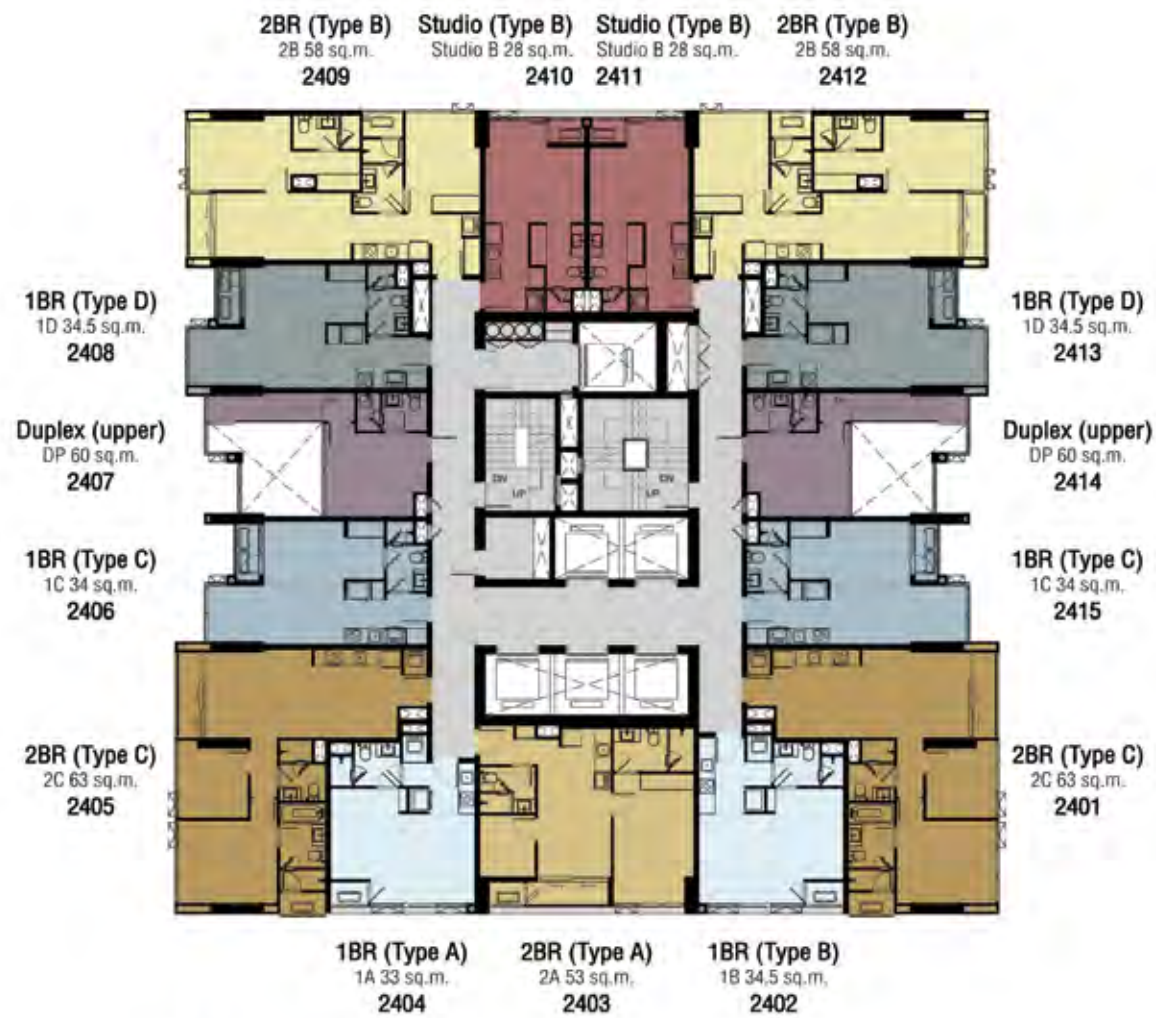 2BR (Type B)
2B 58 sq.m.
2409
Studio (Type B)
Studio B 28 sq.m.
2410
Studio (Type B)
Studio B 28 sq.m.
2411
2BR (Type B)
2B 58 sq.m.
2412
1BR (Type D)
1D 34.5 sq.m.
2408
1BR (Type D)
1D 34.5 sq.m.
2413
Duplex (upper)
DP 60 sq.m.
2407
DN
UP
DN
UP
Duplex (upper)
DP 60 sq.m.
2414
1BR (Type C)
1C 34 sq.m.
2406
1BR (Type C)
1C 34 sq.m.
2415
2BR (Type C)
2C 63 sq.m.
2405
2BR (Type C)
2C 63 sq.m.
2401
1BR (Type A)
1A 33 sq.m.
2404
2BR (Type A)
2A 53 sq.m.
2403
1BR (Type B)
1B 34.5 sq.m.
2402